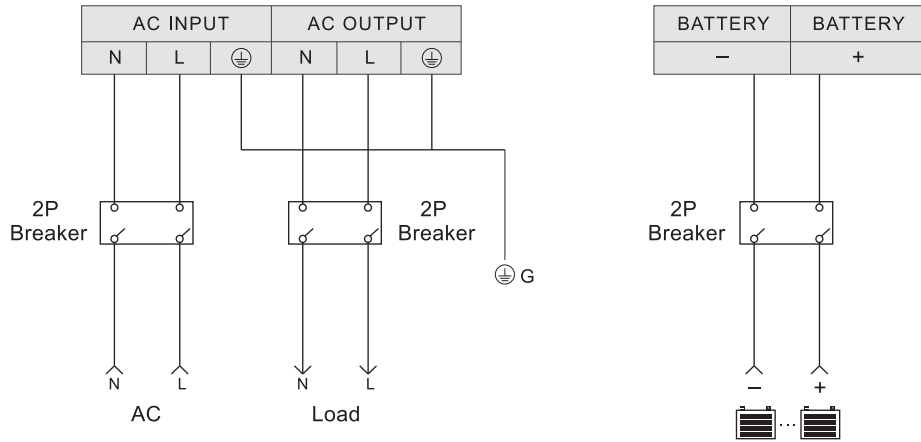 AC INPUT AC OUTPUT
N L N L
BATTERY BATTERY
− +
2P
Breaker
2P
Breaker
G
2P
Breaker
N L
AC
N L
Load
− +
...